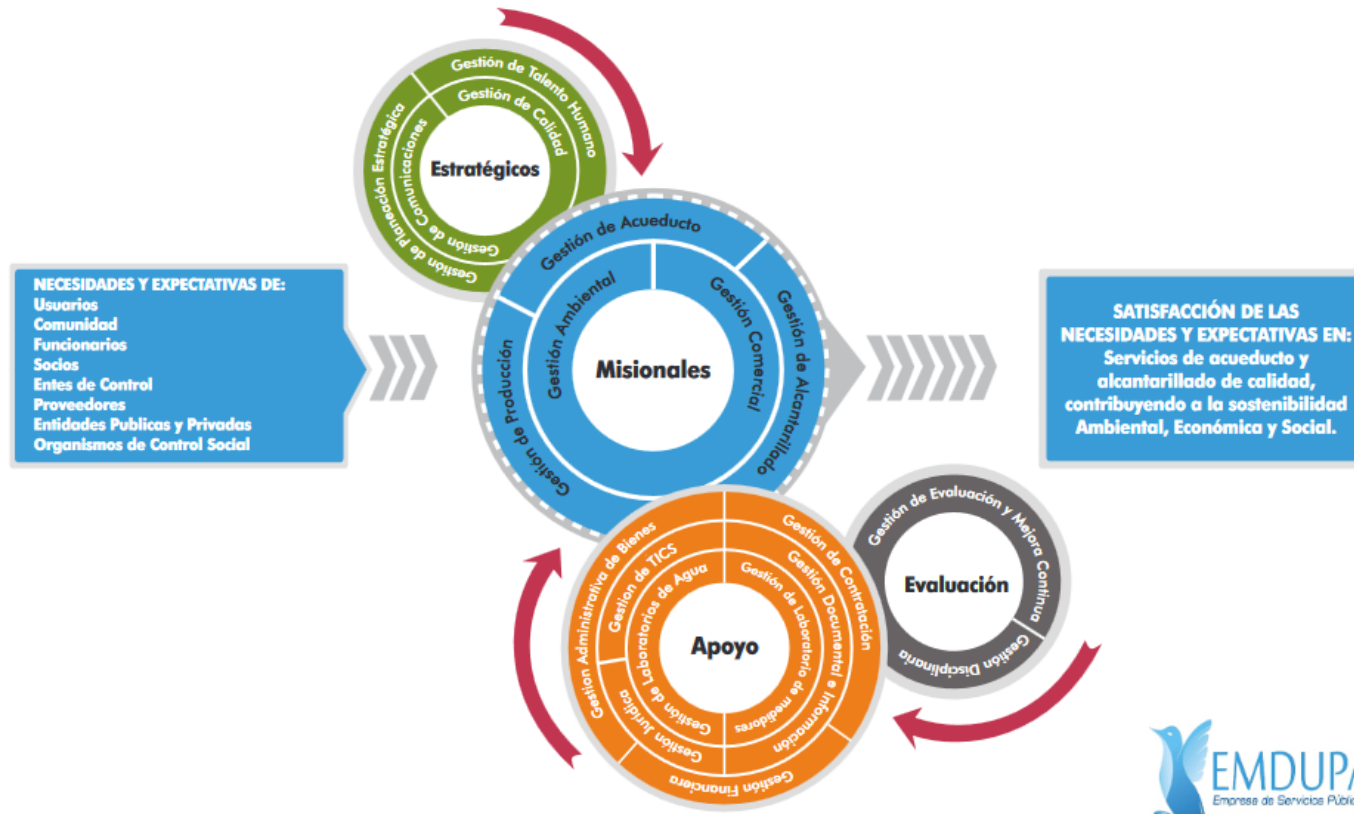 Gestión de Talento Humano
Gestión de Calidad
Gestión de Planeación Estratégica
Gestión de Comunicaciones
Estratégicos
NECESIDADES Y EXPECTATIVAS DE:
Usuarios
Comunidad
Funcionarios
Socios
Entes de Control
Proveedores
Entidades Publicas y Privadas
Organismos de Control Social
Gestión de Acueducto
Gestión Ambiental
Gestión Comercial
Gestión de Producción
Gestión de Alcantarillado
Misionales
SATISFACCIÓN DE LAS
NECESIDADES Y EXPECTATIVAS EN:
Servicios de acueducto y
alcantarillado de calidad,
contribuyendo a la sostenibilidad
Ambiental, Económica y Social.
Gestion Administrativa de Bienes
Gestión de Contratación
Gestion de TICS
Gestión Documental e Información
Gestión de Laboratorios de Agua
Gestión de Laboratorio de medidores
Gestión Jurídica
Gestión Financiera
Apoyo
Gestión de Evaluación y Mejora Continua
Gestión Disciplinaria
Evaluación
EMDUPA
Empresa de Servicios Públic